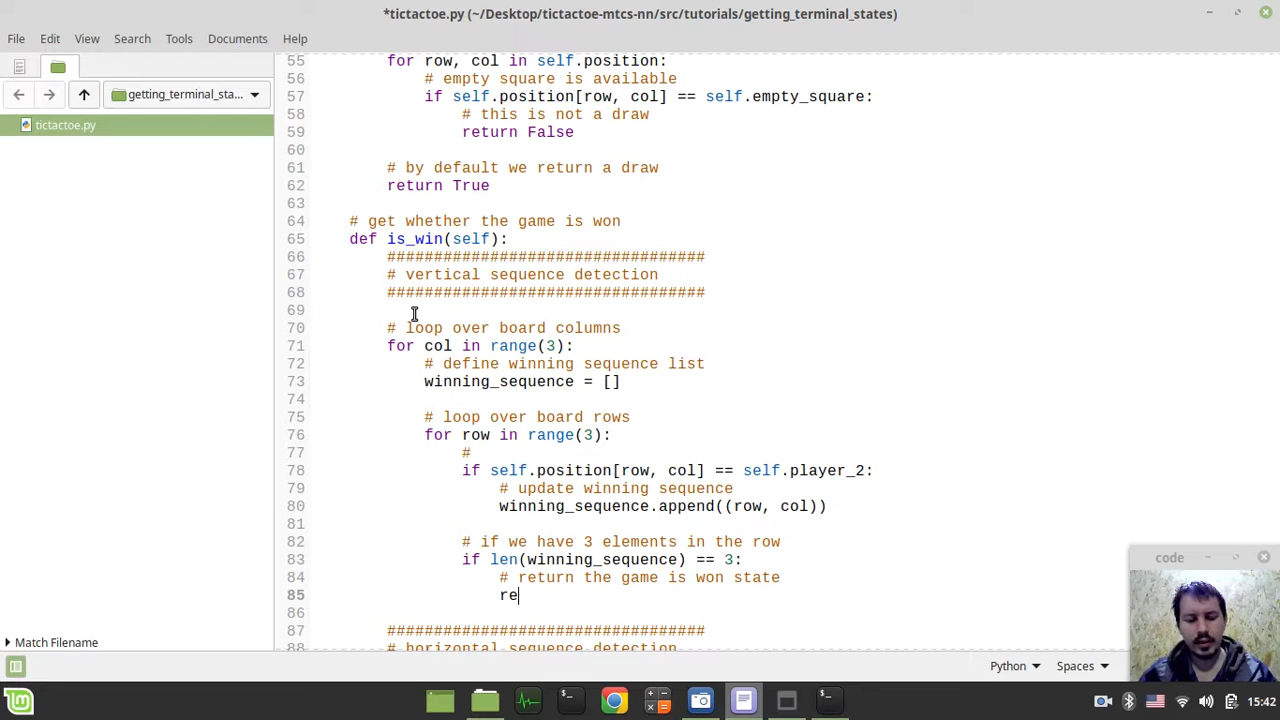 *tictactoe.py (~/Desktop/tictactoe-mtcs-nn/src/tutorials/getting_terminal_states)
File Edit View Search Tools Documents Help
getting_terminal_sta...
tictactoe.py
55 for row, col in self.position:
56 # empty square is available
57 if self.position[row, col] == self.empty_square:
58 # this is not a draw
59 return False
60
61 # by default we return a draw
62 return True
63
64 # get whether the game is won
65 def is_win(self):
66 ##################################
67 # vertical sequence detection
68 ##################################
69
70 # loop over board columns
71 for col in range(3):
72 # define winning sequence list
73 winning_sequence = []
74
75 # loop over board rows
76 for row in range(3):
77 #
78 if self.position[row, col] == self.player_2:
79 # update winning sequence
80 winning_sequence.append((row, col))
81
82 # if we have 3 elements in the row
83 if len(winning_sequence) == 3:
84 # return the game is won state
85 re
86
87 ##################################
88 # horizontal sequence detection
code
Match Filename
Python Spaces
15:42